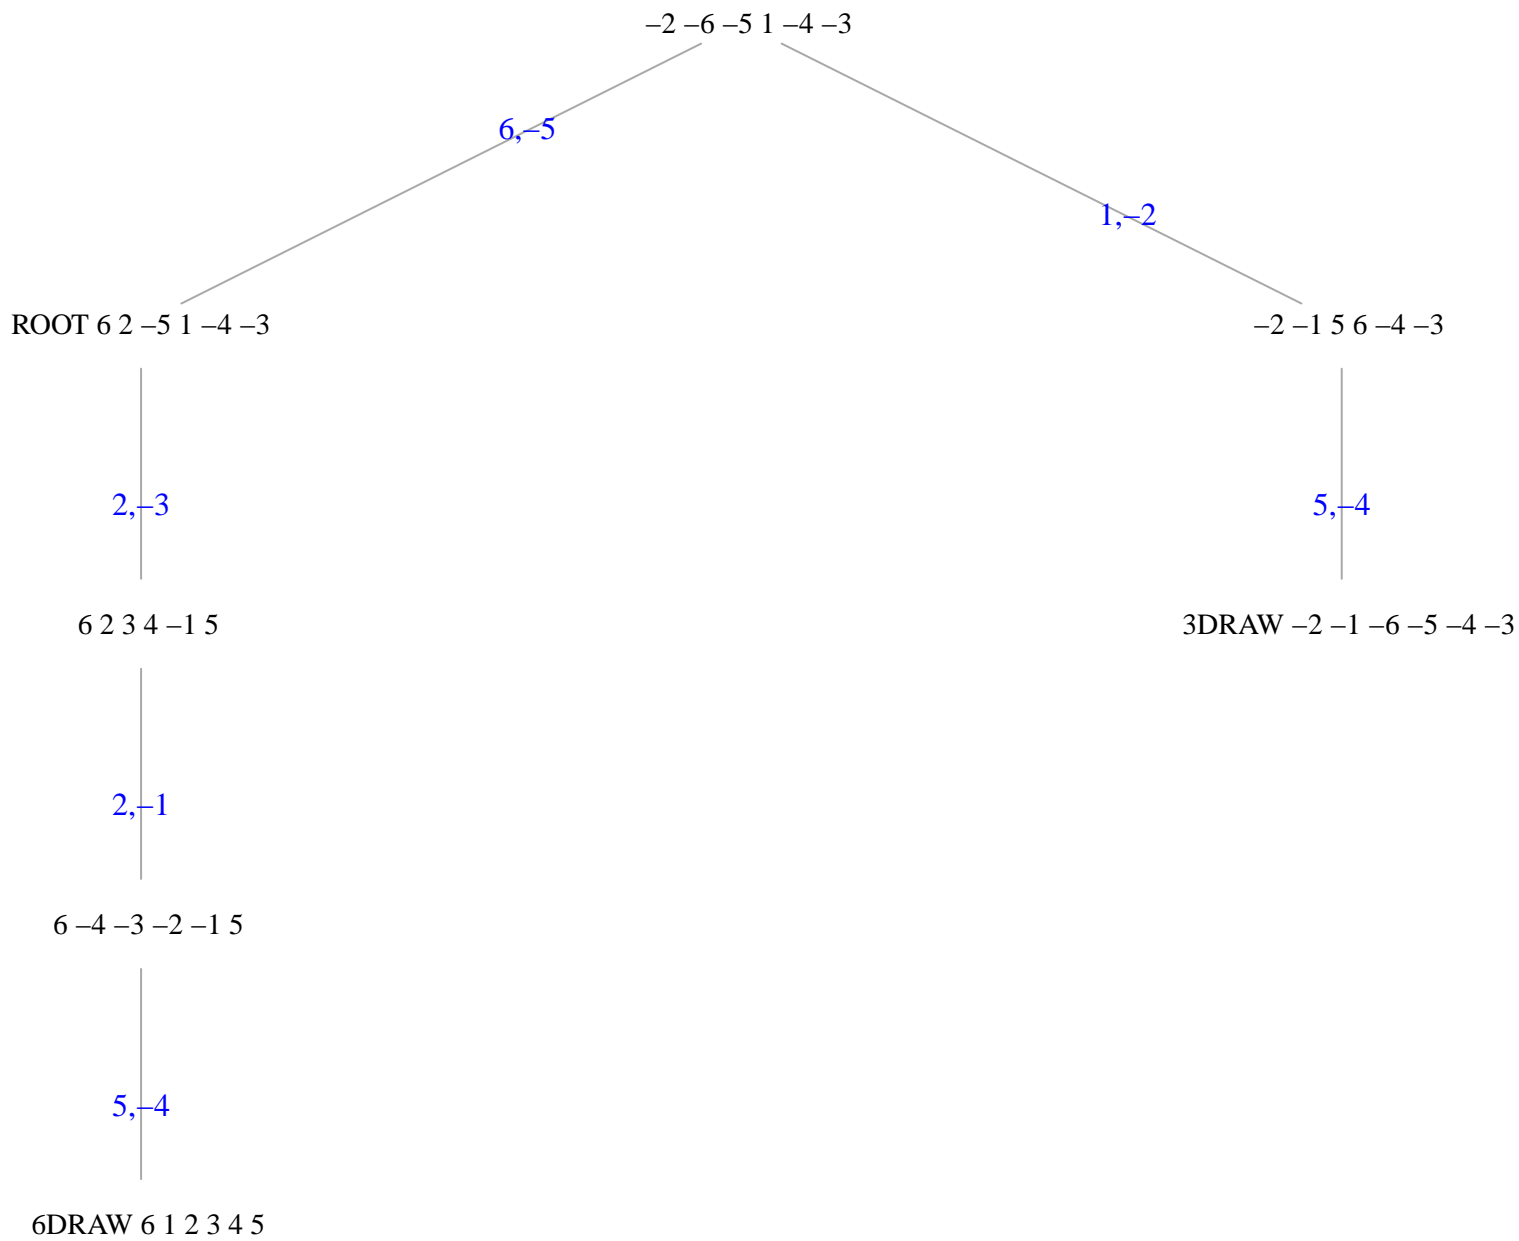 –2 –6 –5 1 –4 –3
6,–5
1,–2
ROOT 6 2 –5 1 –4 –3
–2 –1 5 6 –4 –3
2,–3
5,–4
6 2 3 4 –1 5
3DRAW –2 –1 –6 –5 –4 –3
2,–1
6 –4 –3 –2 –1 5
5,–4
6DRAW 6 1 2 3 4 5